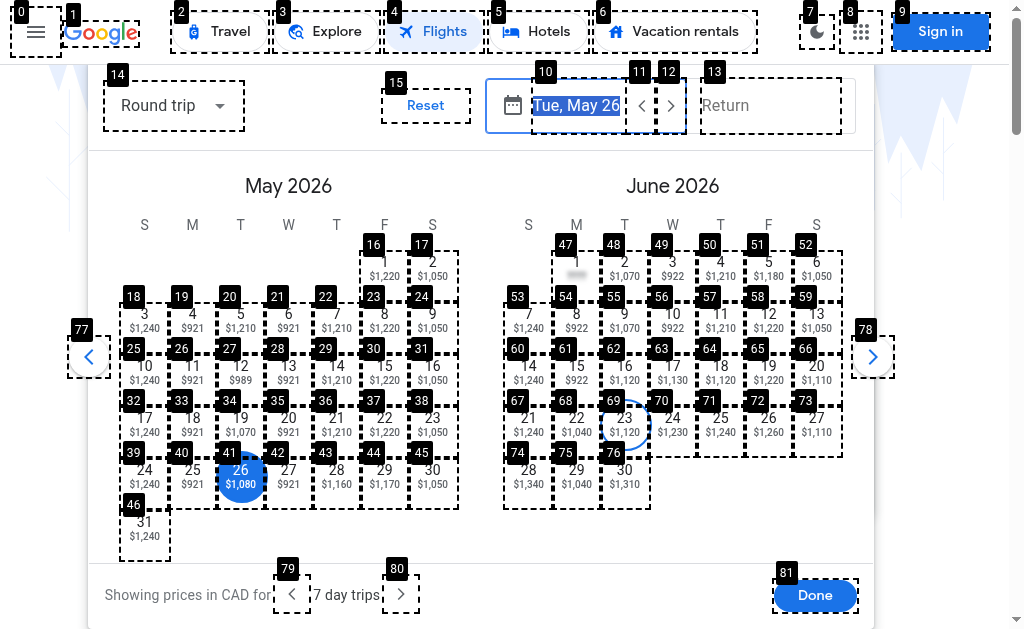 0 1 Google 2 Travel 3 Explore 4 Flights 5 Hotels 6 Vacation rentals 7 8 9 Sign in
14 Round trip 15 Reset 10 Tue, May 26 11 12 13 Return
May 2026
S M T W T F S
16 17
1 2
$1,220 $1,050
18 19 20 21 22 23 24
3 4 5 6 7 8 9
$1,240 $921 $1,210 $921 $1,210 $1,220 $1,050
25 26 27 28 29 30 31
10 11 12 13 14 15 16
$1,240 $921 $989 $921 $1,210 $1,220 $1,050
32 33 34 35 36 37 38
17 18 19 20 21 22 23
$1,240 $921 $1,070 $921 $1,210 $1,220 $1,050
39 40 41 42 43 44 45
24 25 26 27 28 29 30
$1,240 $921 $1,080 $921 $1,160 $1,170 $1,050
46
31
$1,240
June 2026
S M T W T F S
47 48 49 50 51 52
1 2 3 4 5 6
$1,070 $922 $1,210 $1,180 $1,050
53 54 55 56 57 58 59
7 8 9 10 11 12 13
$1,240 $922 $1,070 $922 $1,210 $1,220 $1,050
60 61 62 63 64 65 66
14 15 16 17 18 19 20
$1,240 $922 $1,120 $1,130 $1,120 $1,220 $1,110
67 68 69 70 71 72 73
21 22 23 24 25 26 27
$1,240 $1,040 $1,120 $1,230 $1,240 $1,260 $1,110
74 75 76
28 29 30
$1,340 $1,040 $1,310
77 78
Showing prices in CAD for 79 7 day trips 80
81 Done